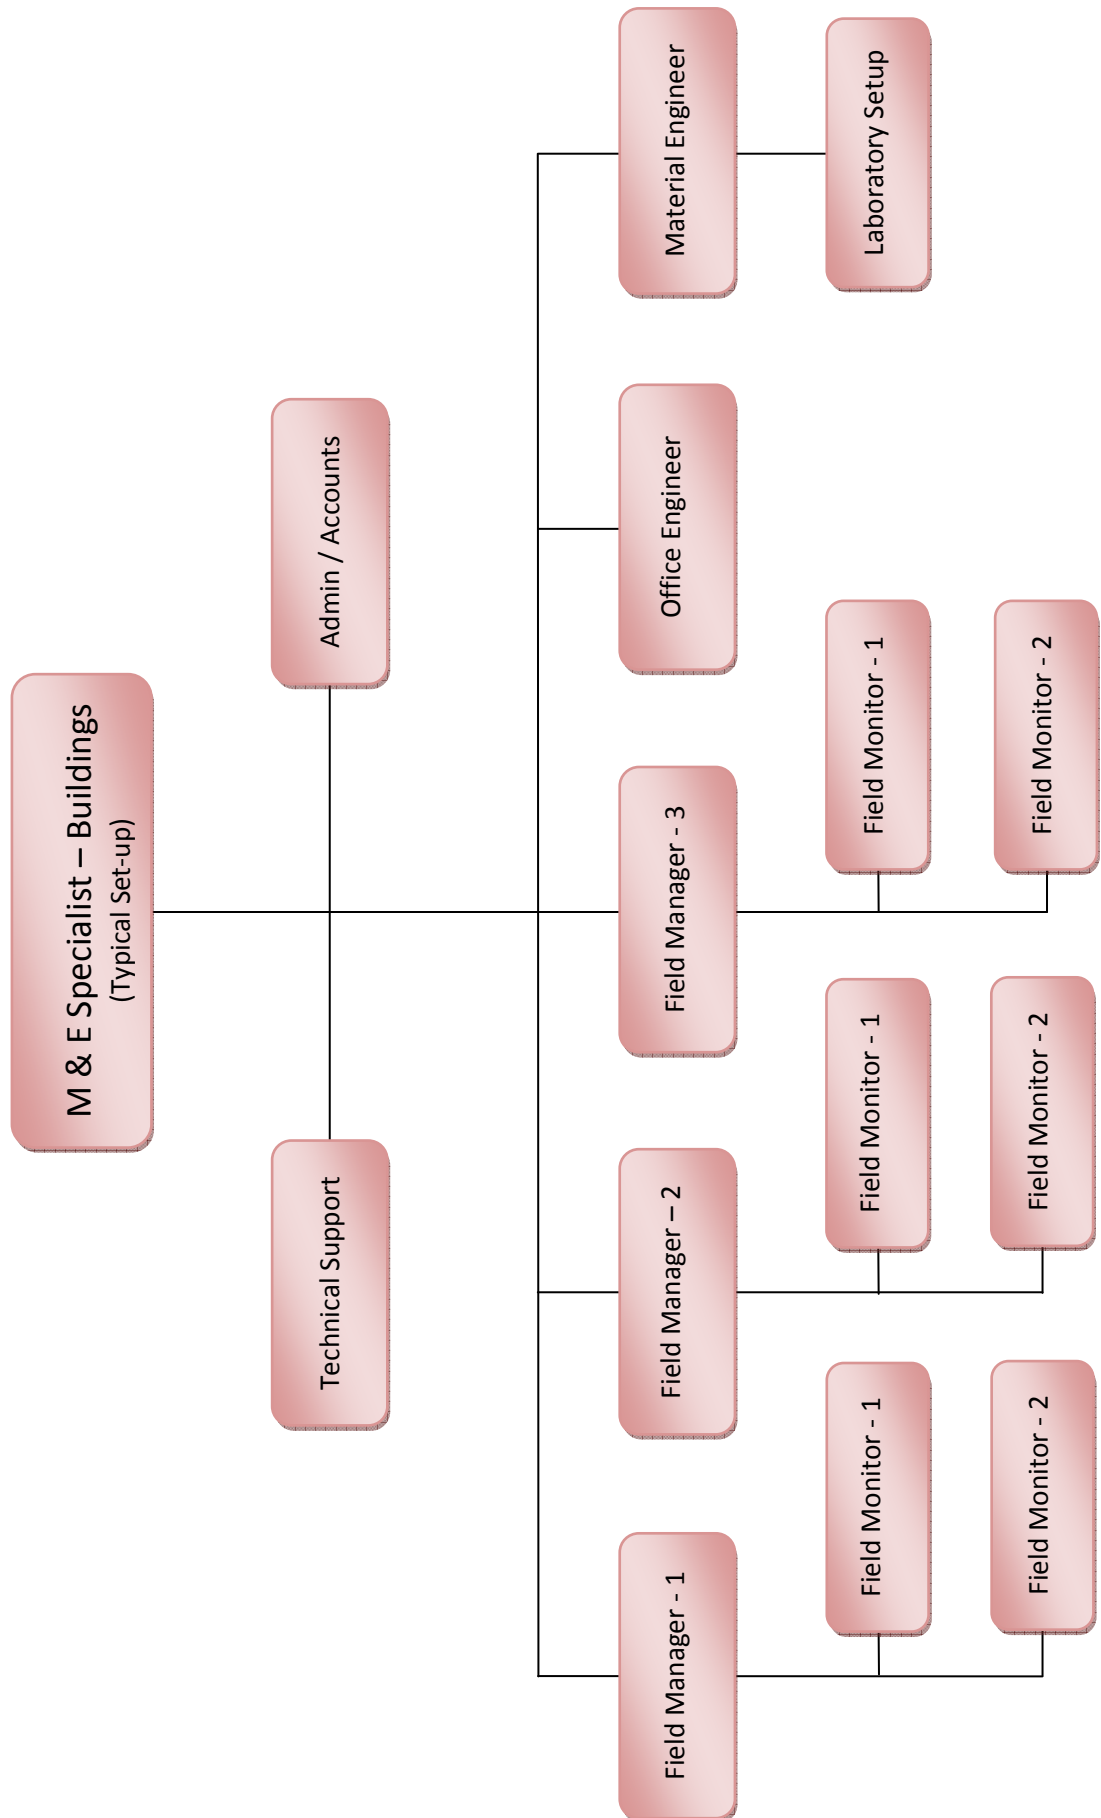 M & E Specialist – Buildings
(Typical Set-up)
Technical Support
Admin / Accounts
Field Manager - 1
Field Manager – 2
Field Manager - 3
Office Engineer
Material Engineer
Field Monitor - 1
Field Monitor - 1
Field Monitor - 1
Laboratory Setup
Field Monitor - 2
Field Monitor - 2
Field Monitor - 2